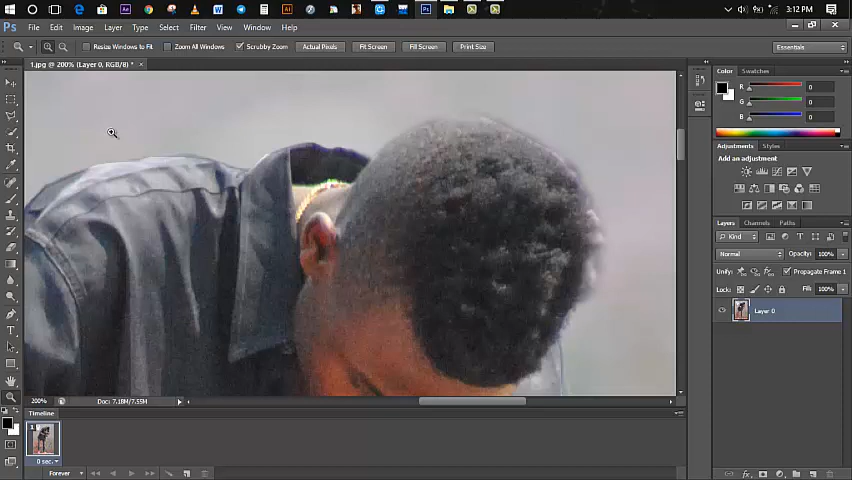 3:12 PM
Ps File Edit Image Layer Type Select Filter View Window Help
Resize Windows to Fit Zoom All Windows Scrubby Zoom Actual Pixels Fit Screen Fill Screen Print Size Essentials
1.jpg @ 200% (Layer 0, RGB/8) *
Color Swatches
R 0
G 0
B 0
Adjustments Styles
Add an adjustment
Layers Channels Paths
Kind
Normal Opacity: 100%
Unify: Propagate Frame 1
Lock: Fill: 100%
Layer 0
200% Doc: 7.18M/7.55M
Timeline
1
0 sec.
Forever